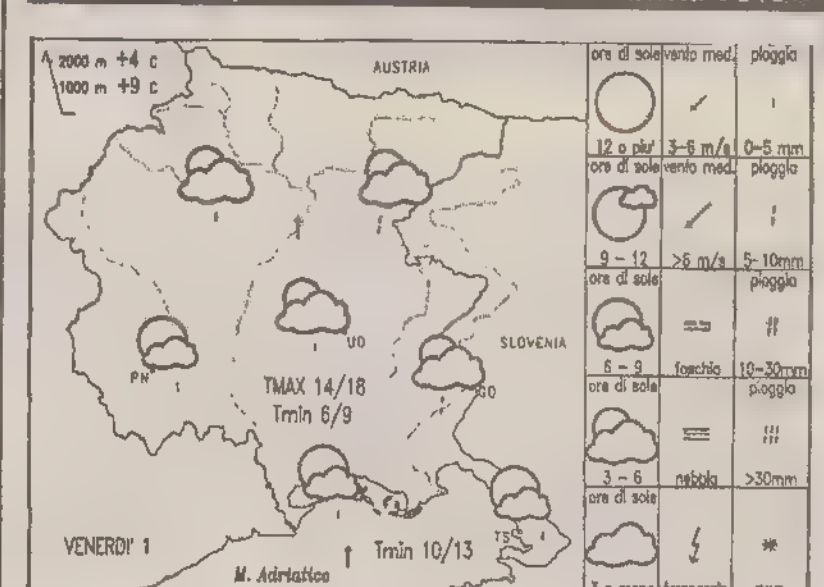 2000 m +4 C
1000 m +9 C
AUSTRIA
SLOVENIA
UD
PN
GO
TMAX 14/18
Tmin 6/9
VENERDI' 1
Tmin 10/13
TS
M. Adriatico
ore di sole vento med. pioggia
12 o piu' 3-6 m/s 0-5 mm
ore di sole vento med. pioggia
9 - 12 >6 m/s 5-10mm
ore di sole pioggia
6 - 9 foschia 10-30mm
ore di sole pioggia
3 - 6 nebbia >30mm
ore di sole